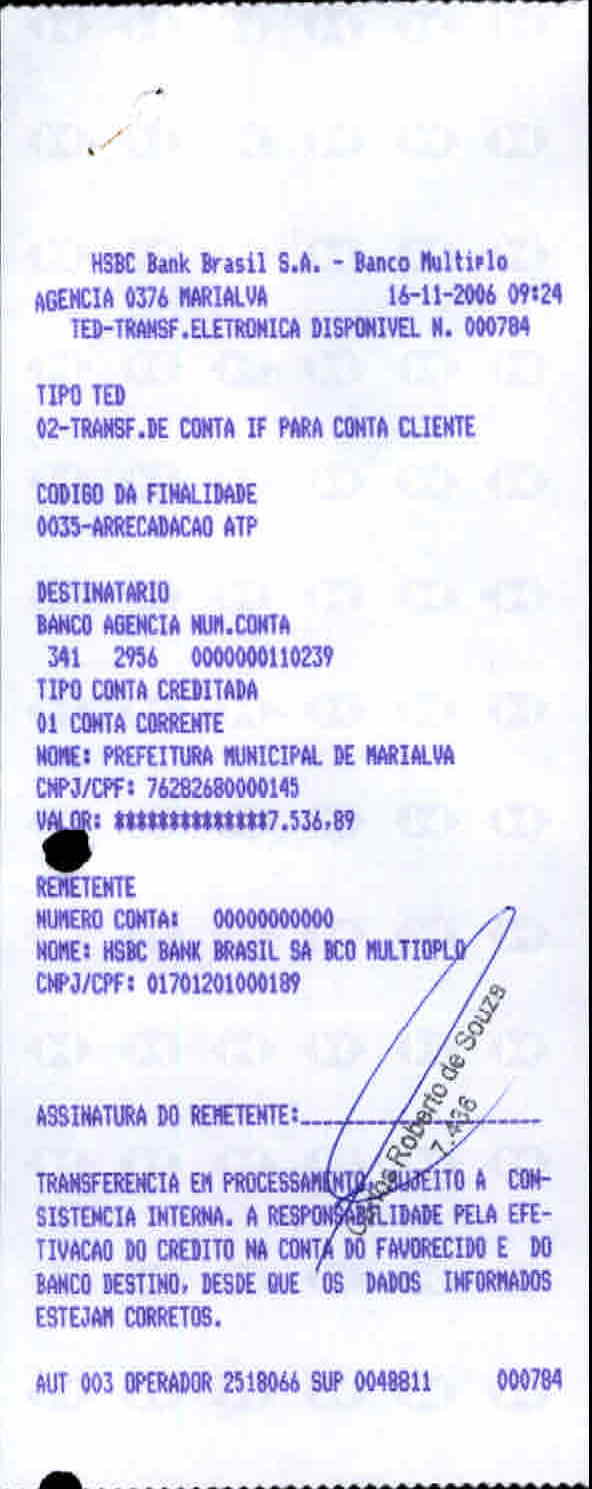 HSBC Bank Brasil S.A. - Banco Multiplo
AGENCIA 0376 MARIALVA 16-11-2006 09:24
TED-TRANSF.ELETRONICA DISPONIVEL N. 000784
TIPO TED
02-TRANSF.DE CONTA IF PARA CONTA CLIENTE
CODIGO DA FINALIDADE
0035-ARRECADACAO ATP
DESTINATARIO
BANCO AGENCIA NUM.CONTA
341 2956 0000000110239
TIPO CONTA CREDITADA
01 CONTA CORRENTE
NOME: PREFEITURA MUNICIPAL DE MARIALVA
CNPJ/CPF: 76282680000145
VALOR: **************7.536,89
REMETENTE
NUMERO CONTA: 00000000000
NOME: HSBC BANK BRASIL SA BCO MULTIOPLO
CNPJ/CPF: 01701201000189
ASSINATURA DO REMETENTE:
Roberto de Souza
7.436
TRANSFERENCIA EM PROCESSAMENTO, SUJEITO A CON-
SISTENCIA INTERNA. A RESPONSABILIDADE PELA EFE-
TIVACAO DO CREDITO NA CONTA DO FAVORECIDO E DO
BANCO DESTINO, DESDE QUE OS DADOS INFORMADOS
ESTEJAM CORRETOS.
AUT 003 OPERADOR 2518066 SUP 0048811 000784